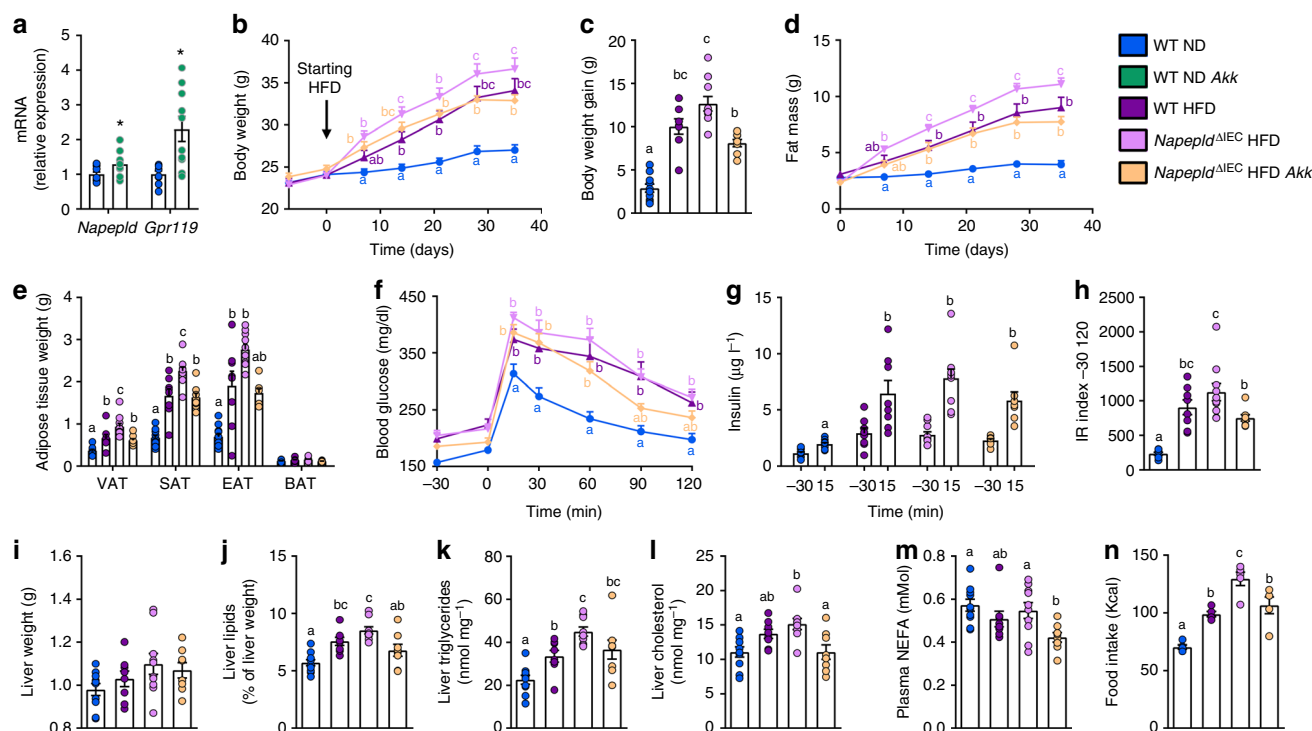 a
mRNA
(relative expression)
5
4
3
2
1
0
*
*
Napepld Gpr119
b
Body weight (g)
40
35
30
25
20
Starting
HFD
c
c
b
c
b
bc
bc
bc
b
b
ab
b
a
a
a
a
a
0 10 20 30 40
Time (days)
c
Body weight gain (g)
20
15
10
5
0
a
bc
c
b
d
Fat mass (g)
15
10
5
0
c
c
c
c
b
ab
b
b
b
b
ab
b
b
b
a
a
a
a
a
0 10 20 30 40
Time (days)
WT ND
WT ND Akk
WT HFD
Napepld^ΔIEC HFD
Napepld^ΔIEC HFD Akk
e
Adipose tissue weight (g)
4
3
2
1
0
a
b
c
b
a
b
c
b
a
b
b
ab
VAT SAT EAT BAT
f
Blood glucose (mg/dl)
450
350
250
150
b
b
b
b
b
b
b
b
b
b
b
b
ab
ab
b
a
a
a
–30 0 30 60 90 120
Time (min)
g
Insulin (µg l⁻¹)
15
10
5
0
a
b
b
b
–30 15 –30 15 –30 15 –30 15
Time (min)
h
IR iindex–30 120
2500
2000
1500
1000
500
0
a
bc
c
b
i
Liver weight (g)
1.6
1.4
1.2
1.0
0.8
j
Liver lipids
(% of liver weight)
15
10
5
0
a
bc
c
ab
k
Liver triglycerides
(nmol mg⁻¹)
80
60
40
20
0
a
b
c
bc
l
Liver cholesterol
(nmol mg⁻¹)
25
20
15
10
5
0
a
ab
b
a
m
Plasma NEFA (mMol)
0.8
0.6
0.4
0.2
0.0
a
ab
a
b
n
Food intake (Kcal)
150
100
50
0
a
b
c
b